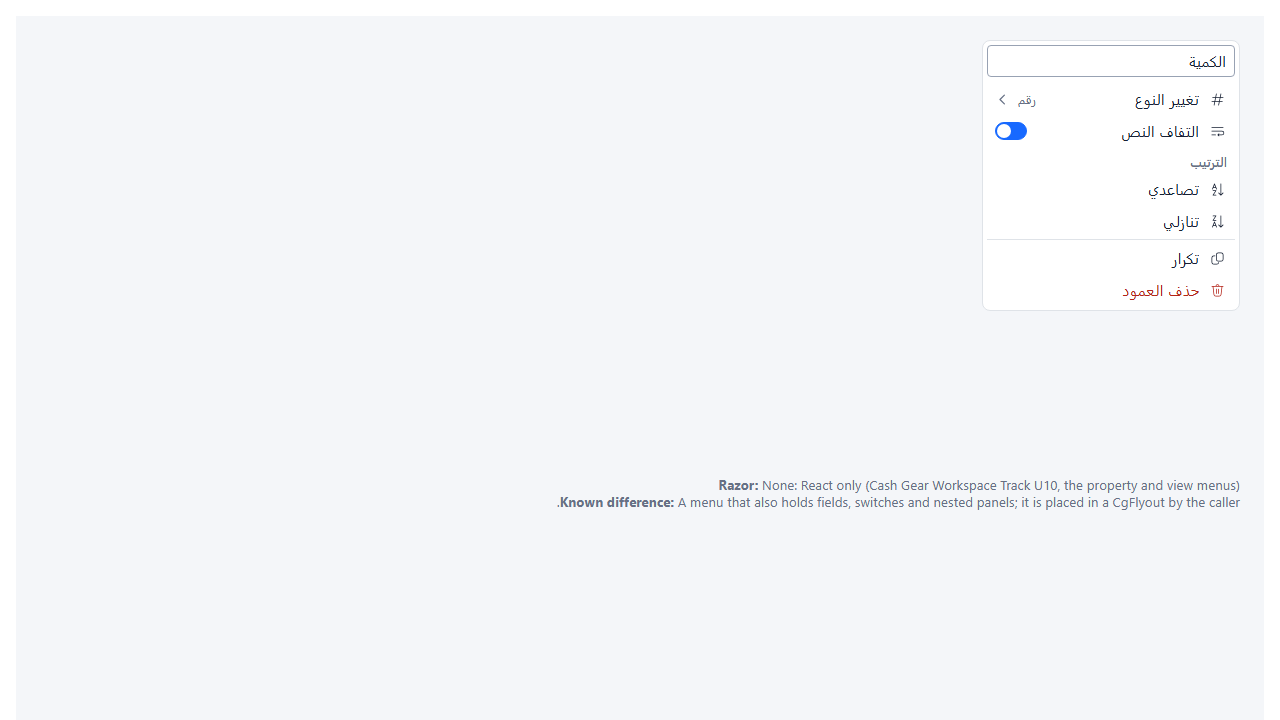 الكمية
تغيير النوع رقم
التفاف النص
الترتيب
تصاعدي
تنازلي
تكرار
حذف العمود
Razor: None: React only (Cash Gear Workspace Track U10, the property and view menus)
Known difference: A menu that also holds fields, switches and nested panels; it is placed in a CgFlyout by the caller.